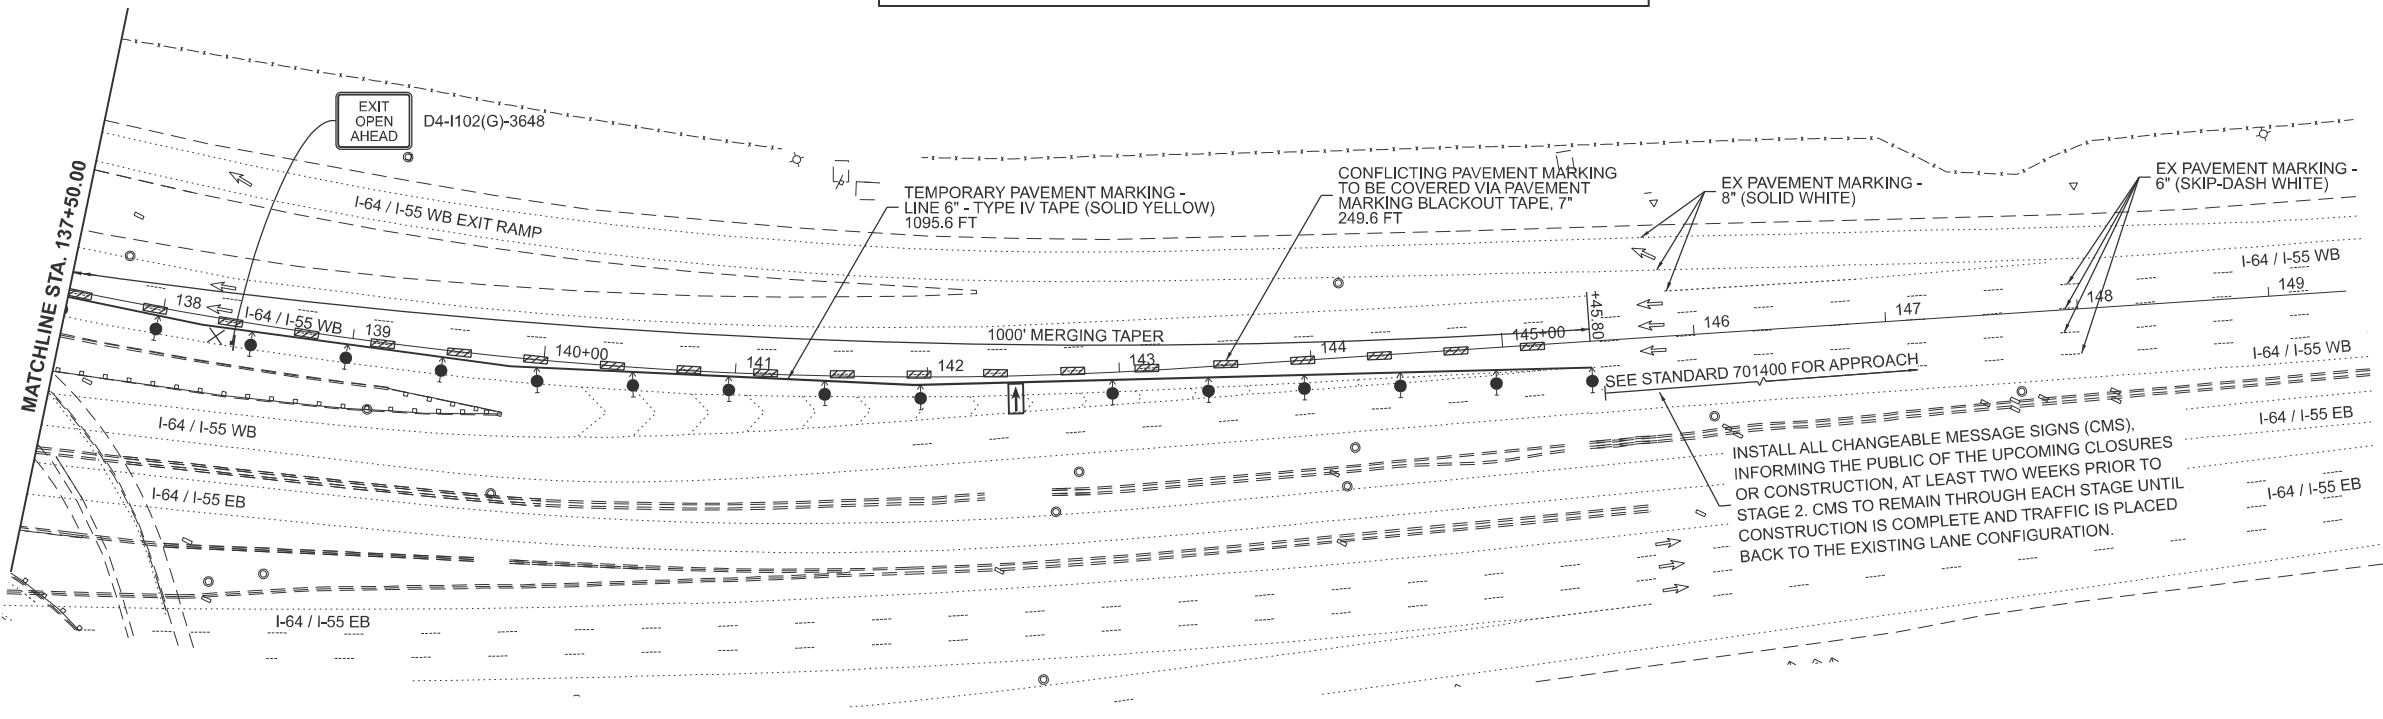 EXIT
OPEN
AHEAD
D4-I102(G)-3648
MATCHLINE STA. 137+50.00
I-64 / I-55 WB EXIT RAMP
TEMPORARY PAVEMENT MARKING -
LINE 6" - TYPE IV TAPE (SOLID YELLOW)
1095.6 FT
CONFLICTING PAVEMENT MARKING
TO BE COVERED VIA PAVEMENT
MARKING BLACKOUT TAPE, 7"
249.6 FT
EX PAVEMENT MARKING -
8" (SOLID WHITE)
EX PAVEMENT MARKING -
6" (SKIP-DASH WHITE)
I-64 / I-55 WB
138
I-64 / I-55 WB
139
140+00
141
142
143
144
145+00
+45.80
146
147
148
149
1000' MERGING TAPER
I-64 / I-55 WB
SEE STANDARD 701400 FOR APPROACH
I-64 / I-55 WB
I-64 / I-55 EB
I-64 / I-55 EB
I-64 / I-55 EB
I-64 / I-55 EB
INSTALL ALL CHANGEABLE MESSAGE SIGNS (CMS),
INFORMING THE PUBLIC OF THE UPCOMING CLOSURES
OR CONSTRUCTION, AT LEAST TWO WEEKS PRIOR TO
STAGE 2. CMS TO REMAIN THROUGH EACH STAGE UNTIL
CONSTRUCTION IS COMPLETE AND TRAFFIC IS PLACED
BACK TO THE EXISTING LANE CONFIGURATION.